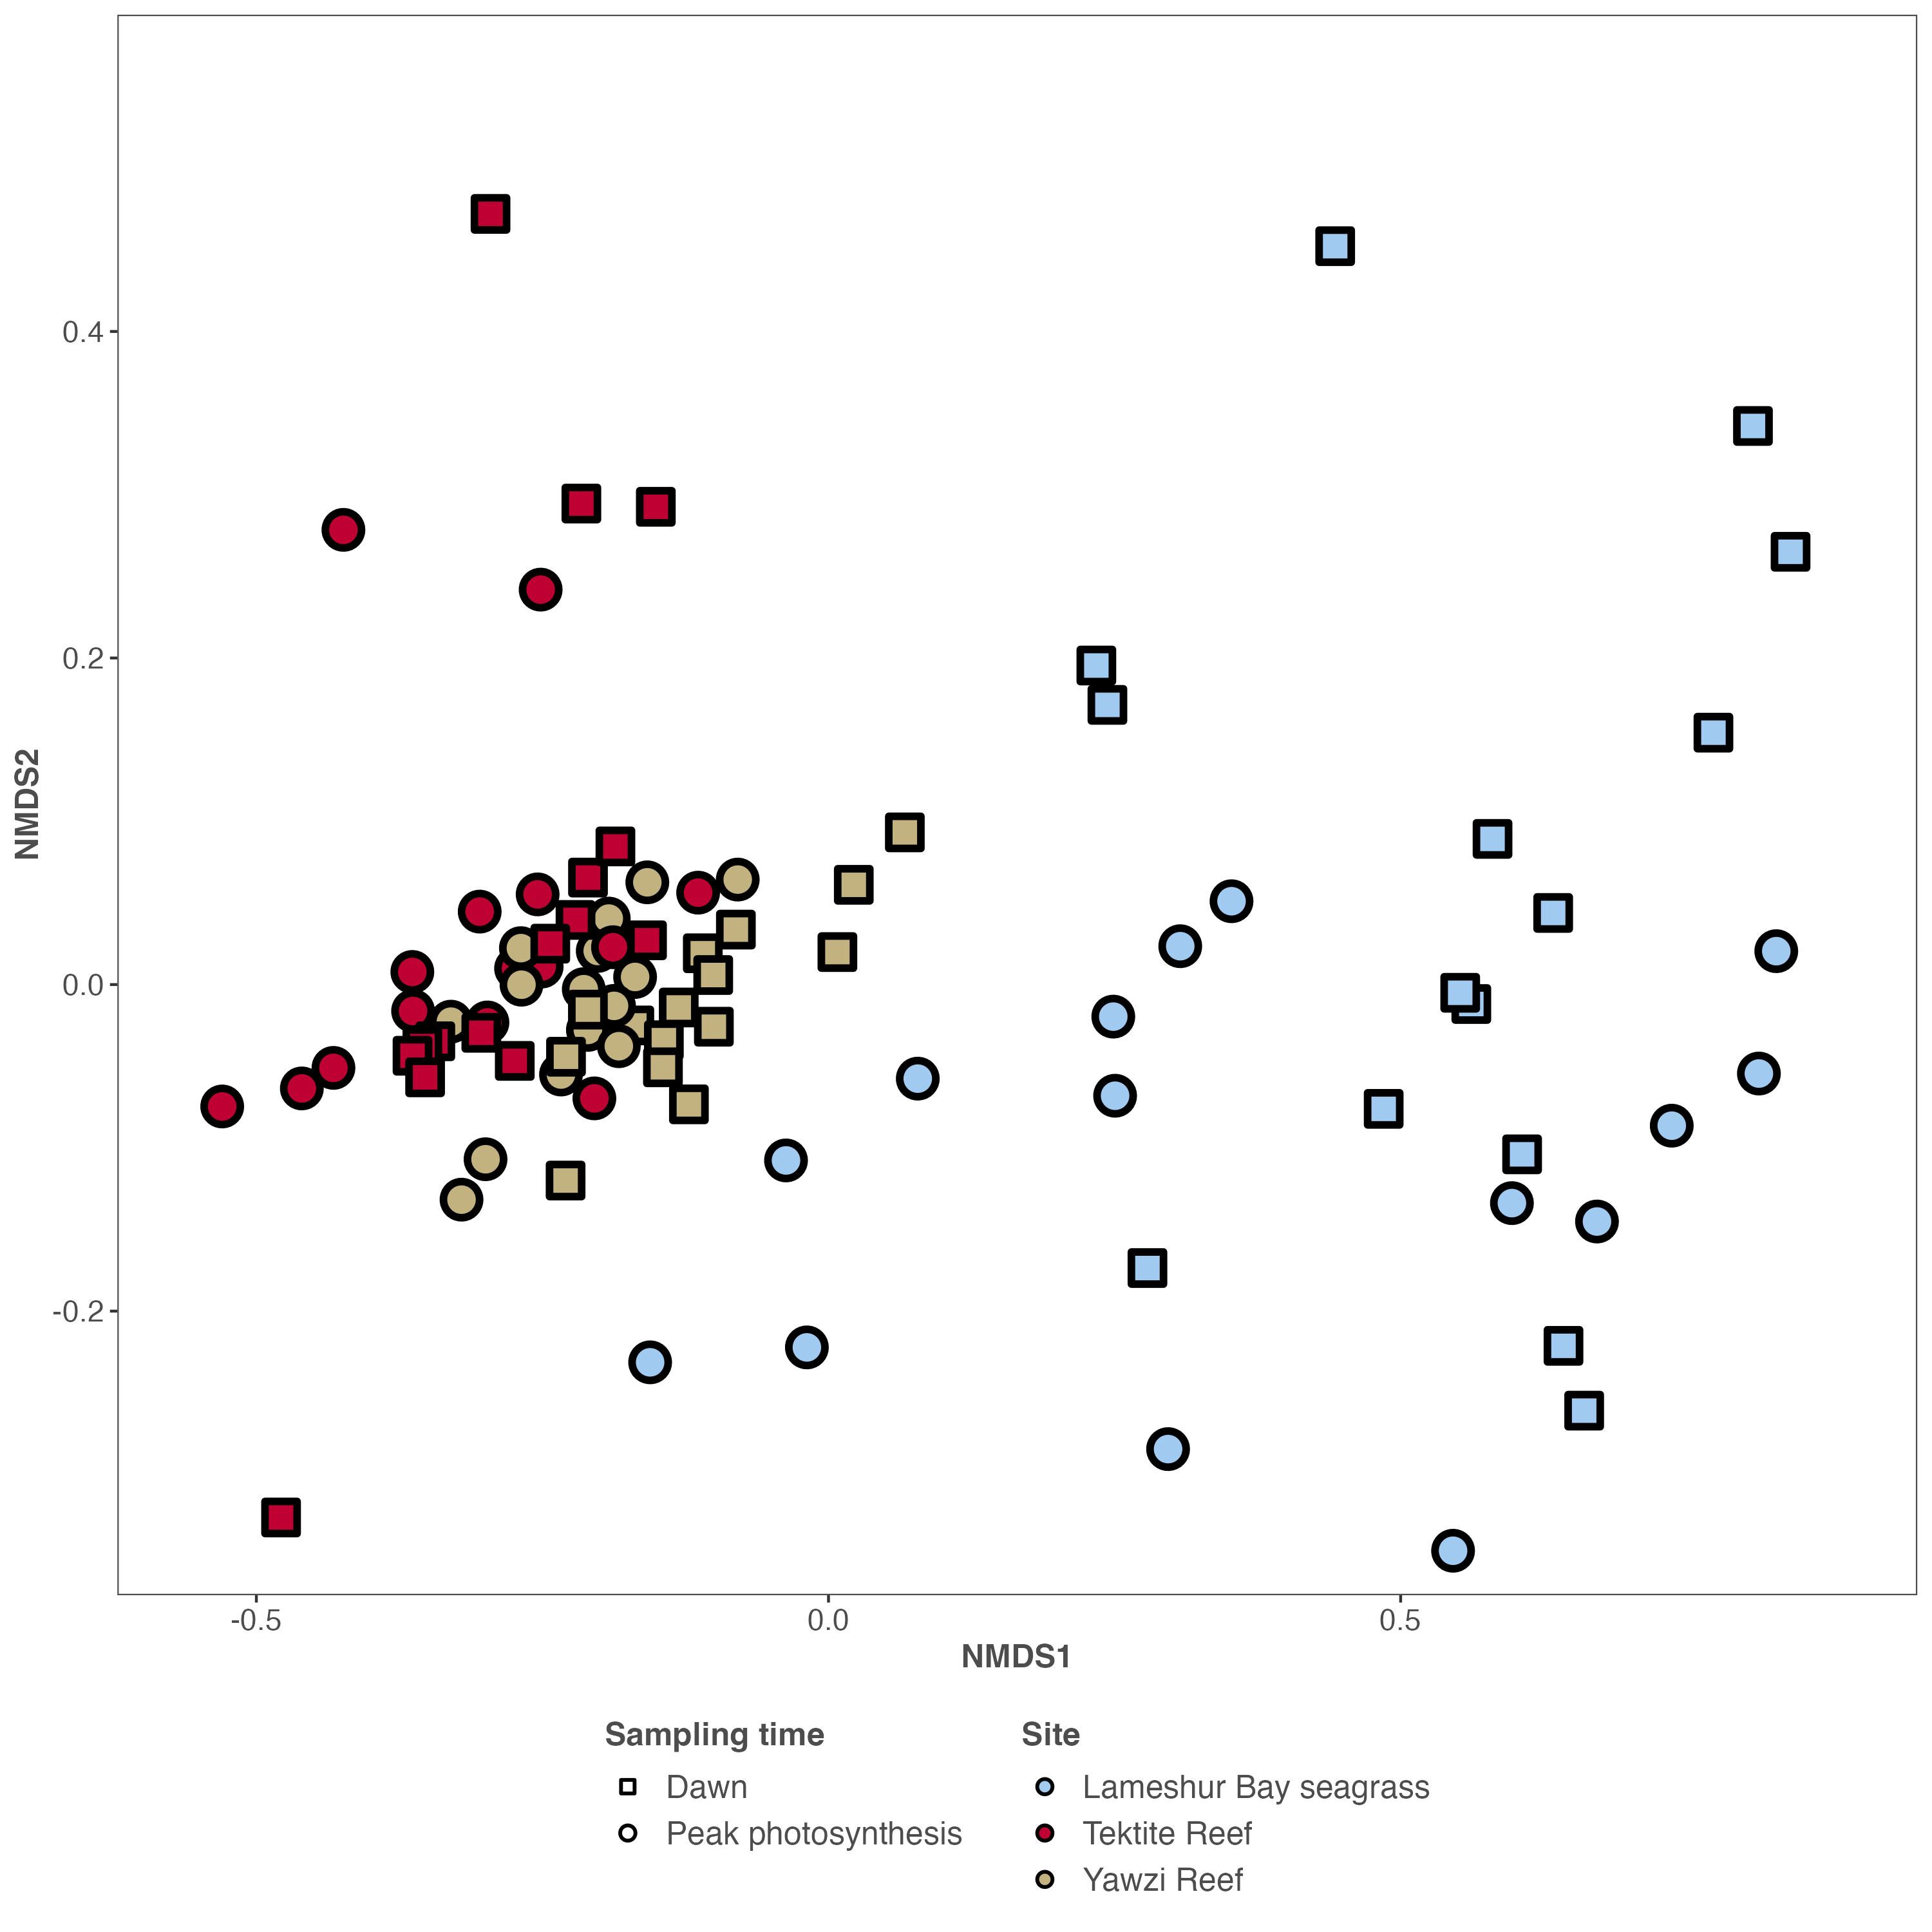 0.4
0.2
0.0
-0.2
NMDS2
-0.5
0.0
0.5
NMDS1
Sampling time
Dawn
Peak photosynthesis
Site
Lameshur Bay seagrass
Tektite Reef
Yawzi Reef